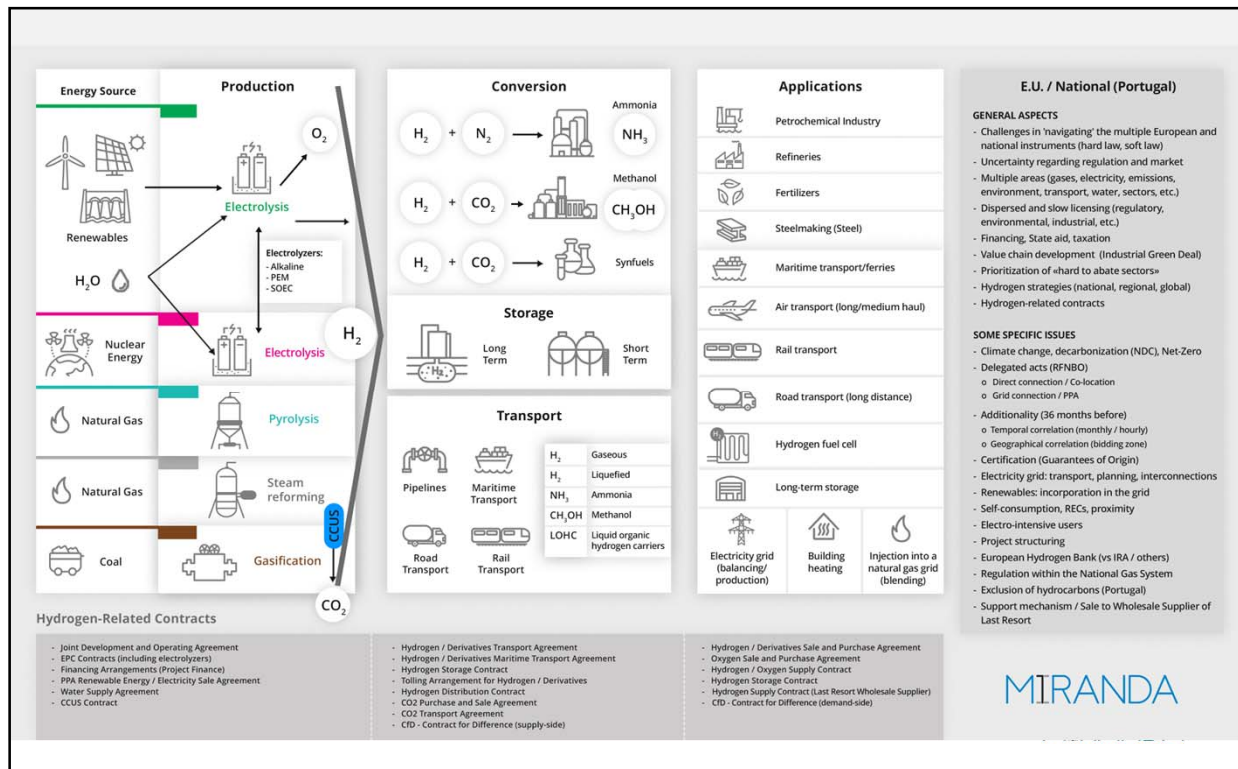 Energy Source
Production
Renewables
H₂O
O₂
Electrolysis
Electrolyzers:
- Alkaline
- PEM
- SOEC
H₂
Nuclear
Energy
Electrolysis
Natural Gas
Pyrolysis
Natural Gas
Steam
reforming
CCUS
Coal
Gasification
CO₂
Conversion
H₂ + N₂
Ammonia
NH₃
H₂ + CO₂
Methanol
CH₃OH
H₂ + CO₂
Synfuels
Storage
H₂
Long
Term
Short
Term
Transport
Pipelines
Maritime
Transport
Road
Transport
Rail
Transport
H₂ Gaseous
H₂ Liquefied
NH₃ Ammonia
CH₃OH Methanol
LOHC Liquid organic
hydrogen carriers
Applications
Petrochemical Industry
Refineries
Fertilizers
Steelmaking (Steel)
Maritime transport/ferries
Air transport (long/medium haul)
Rail transport
Road transport (long distance)
Hydrogen fuel cell
Long-term storage
Electricity grid
(balancing/
production)
Building
heating
Injection into a
natural gas grid
(blending)
E.U. / National (Portugal)
GENERAL ASPECTS
- Challenges in 'navigating' the multiple European and
national instruments (hard law, soft law)
- Uncertainty regarding regulation and market
- Multiple areas (gases, electricity, emissions,
environment, transport, water, sectors, etc.)
- Dispersed and slow licensing (regulatory,
environmental, industrial, etc.)
- Financing, State aid, taxation
- Value chain development (Industrial Green Deal)
- Prioritization of «hard to abate sectors»
- Hydrogen strategies (national, regional, global)
- Hydrogen-related contracts
SOME SPECIFIC ISSUES
- Climate change, decarbonization (NDC), Net-Zero
- Delegated acts (RFNBO)
o Direct connection / Co-location
o Grid connection / PPA
- Additionality (36 months before)
o Temporal correlation (monthly / hourly)
o Geographical correlation (bidding zone)
- Certification (Guarantees of Origin)
- Electricity grid: transport, planning, interconnections
- Renewables: incorporation in the grid
- Self-consumption, RECs, proximity
- Electro-intensive users
- Project structuring
- European Hydrogen Bank (vs IRA / others)
- Regulation within the National Gas System
- Exclusion of hydrocarbons (Portugal)
- Support mechanism / Sale to Wholesale Supplier of
Last Resort
Hydrogen-Related Contracts
- Joint Development and Operating Agreement
- EPC Contracts (including electrolyzers)
- Financing Arrangements (Project Finance)
- PPA Renewable Energy / Electricity Sale Agreement
- Water Supply Agreement
- CCUS Contract
- Hydrogen / Derivatives Transport Agreement
- Hydrogen / Derivatives Maritime Transport Agreement
- Hydrogen Storage Contract
- Tolling Arrangement for Hydrogen / Derivatives
- Hydrogen Distribution Contract
- CO2 Purchase and Sale Agreement
- CO2 Transport Agreement
- CfD - Contract for Difference (supply-side)
- Hydrogen / Derivatives Sale and Purchase Agreement
- Oxygen Sale and Purchase Agreement
- Hydrogen / Oxygen Supply Contract
- Hydrogen Storage Contract
- Hydrogen Supply Contract (Last Resort Wholesale Supplier)
- CfD - Contract for Difference (demand-side)
MIRANDA